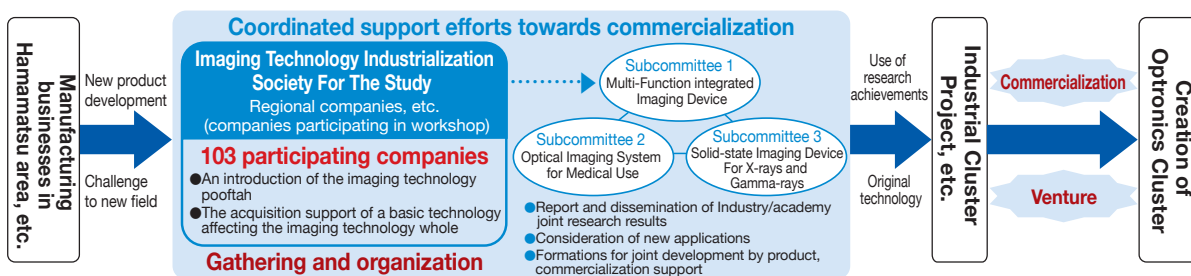 Manufacturing
businesses in
Hamamatsu area, etc.
New product
development
Challenge
to new field
Coordinated support efforts towards commercialization
Imaging Technology Industrialization
Society For The Study
Regional companies, etc.
(companies participating in workshop)
103 participating companies
●An introduction of the imaging technology
pooftah
●The acquisition support of a basic technology
affecting the imaging technology whole
Gathering and organization
Subcommittee 1
Multi-Function integrated
Imaging Device
Subcommittee 2
Optical Imaging System
for Medical Use
Subcommittee 3
Solid-state Imaging Device
For X-rays and
Gamma-rays
●Report and dissemination of Industry/academy
joint research results
●Consideration of new applications
●Formations for joint development by product,
commercialization support
Use of
research
achievements
Original
technology
Industrial Cluster
Project, etc.
Commercialization
Venture
Creation of
Optronics Cluster